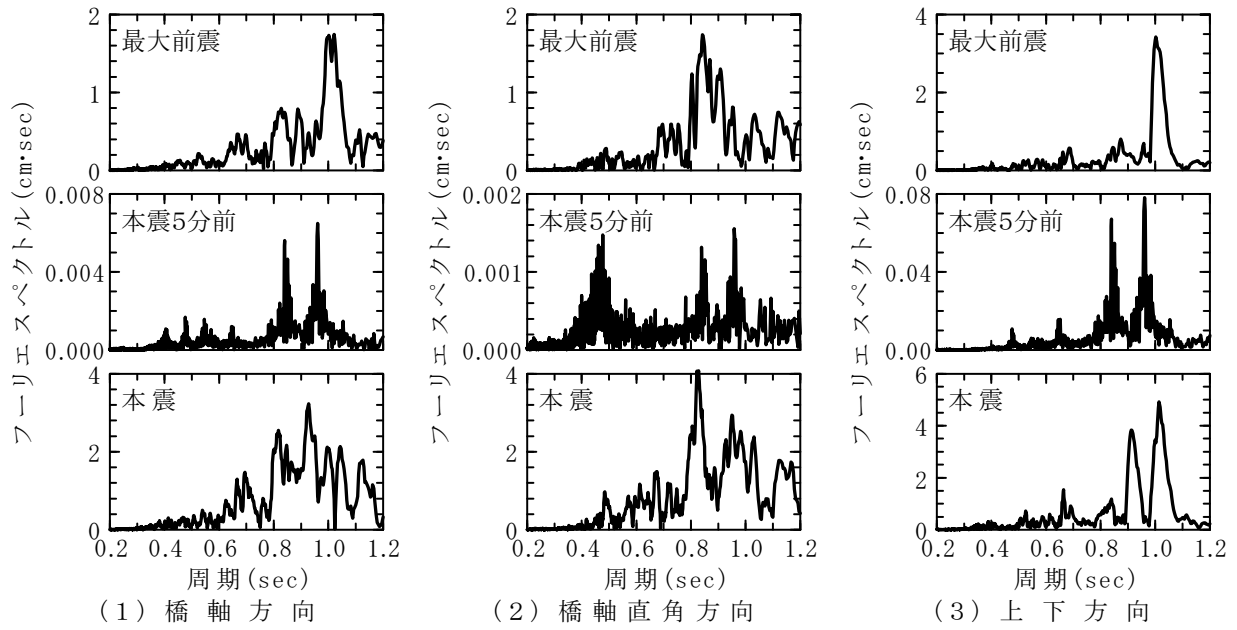 フーリエスペクトル(cm･sec)
最大前震
2
1
0
本震5分前
0.008
0.004
0.000
本震
4
2
0
0.2 0.4 0.6 0.8 1.0 1.2
周期(sec)
(1)橋軸方向
フーリエスペクトル(cm･sec)
最大前震
2
1
0
本震5分前
0.002
0.001
0.000
本震
4
2
0
0.2 0.4 0.6 0.8 1.0 1.2
周期(sec)
(2)橋軸直角方向
フーリエスペクトル(cm･sec)
最大前震
4
2
0
本震5分前
0.08
0.04
0.00
本震
6
4
2
0
0.2 0.4 0.6 0.8 1.0 1.2
周期(sec)
(3)上下方向